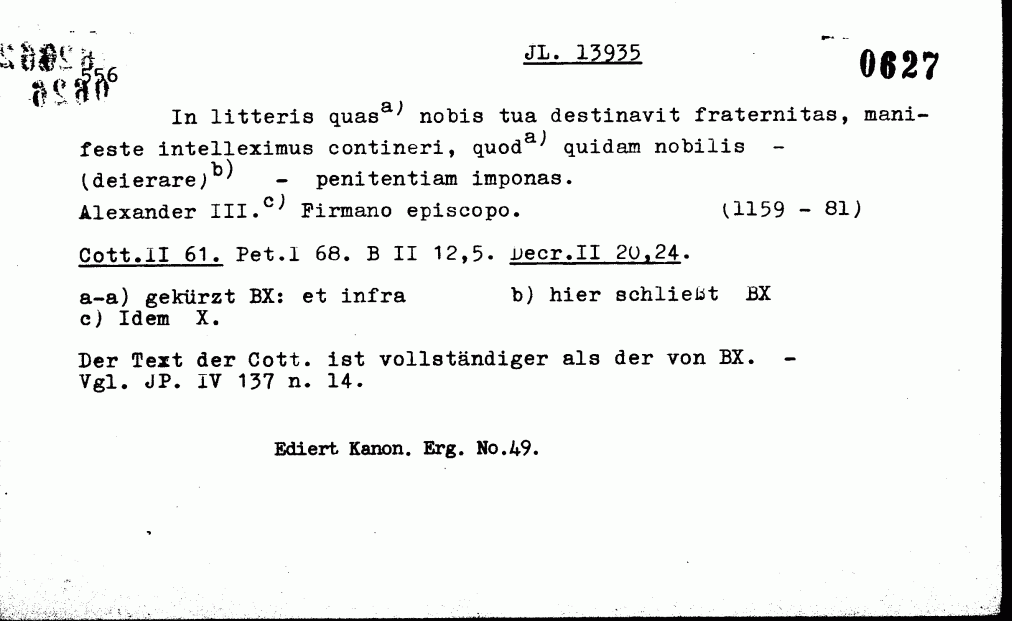 JL. 13935
0627
556
In litteris quas a) nobis tua destinavit fraternitas, mani-
feste intelleximus contineri, quod a) quidam nobilis -
(deierare) b) - penitentiam imponas.
Alexander III. c) Firmano episcopo. (1159 - 81)
Cott.II 61. Pet.I 68. B II 12,5. Decr.II 20,24.
a-a) gekürzt BX: et infra b) hier schließt BX
c) Idem X.
Der Text der Cott. ist vollständiger als der von BX. -
Vgl. JP. IV 137 n. 14.
Ediert Kanon. Erg. No.49.